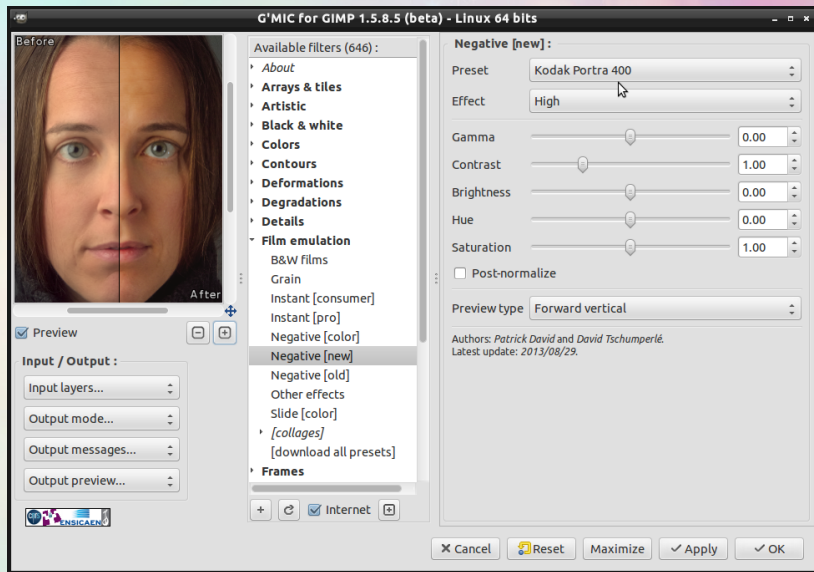 G'MIC for GIMP 1.5.8.5 (beta) - Linux 64 bits
Before
After
Preview
Input / Output :
Input layers...
Output mode...
Output messages...
Output preview...
ENSICAEN
Available filters (646) :
About
Arrays & tiles
Artistic
Black & white
Colors
Contours
Deformations
Degradations
Details
Film emulation
B&W films
Grain
Instant [consumer]
Instant [pro]
Negative [color]
Negative [new]
Negative [old]
Other effects
Slide [color]
[collages]
[download all presets]
Frames
Internet
Negative [new] :
Preset Kodak Portra 400
Effect High
Gamma 0.00
Contrast 1.00
Brightness 0.00
Hue 0.00
Saturation 1.00
Post-normalize
Preview type Forward vertical
Authors: Patrick David and David Tschumperlé.
Latest update: 2013/08/29.
Cancel
Reset
Maximize
Apply
OK